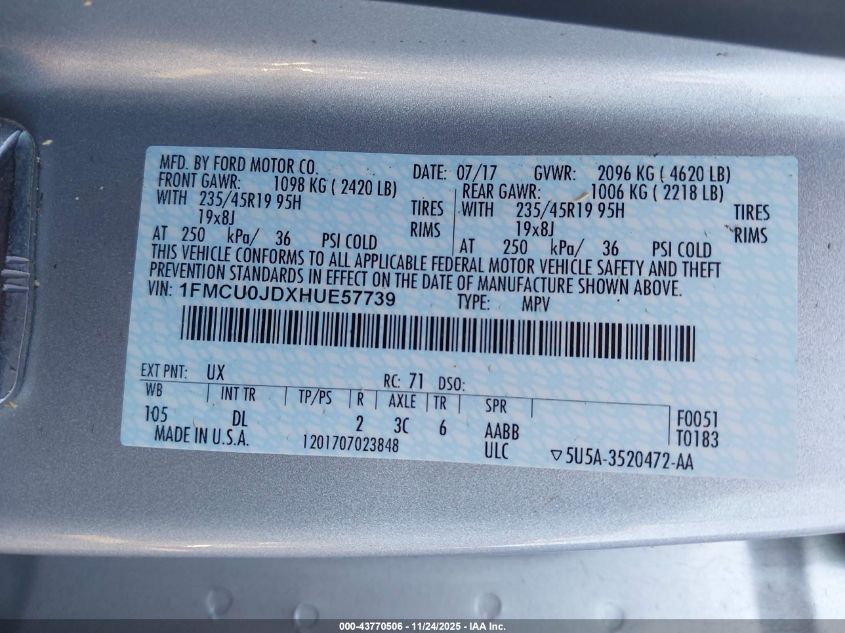 MFD. BY FORD MOTOR CO. DATE: 07/17 GVWR: 2096 KG ( 4620 LB)
FRONT GAWR: 1098 KG ( 2420 LB) REAR GAWR: 1006 KG ( 2218 LB)
WITH 235/45R19 95H TIRES WITH 235/45R19 95H TIRES
19x8J RIMS 19x8J RIMS
AT 250 kPa/ 36 PSI COLD AT 250 kPa/ 36 PSI COLD
THIS VEHICLE CONFORMS TO ALL APPLICABLE FEDERAL MOTOR VEHICLE SAFETY AND THEFT
PREVENTION STANDARDS IN EFFECT ON THE DATE OF MANUFACTURE SHOWN ABOVE.
VIN: 1FMCU0JDXHUE57739 TYPE: MPV
EXT PNT: UX RC: 71 DSO:
WB INT TR TP/PS R AXLE TR SPR
105 DL 2 3C 6 AABB F0051
MADE IN U.S.A. 1201707023848 ULC T0183
▽5U5A-3520472-AA
000-43770506 - 11/24/2025 - IAA Inc.